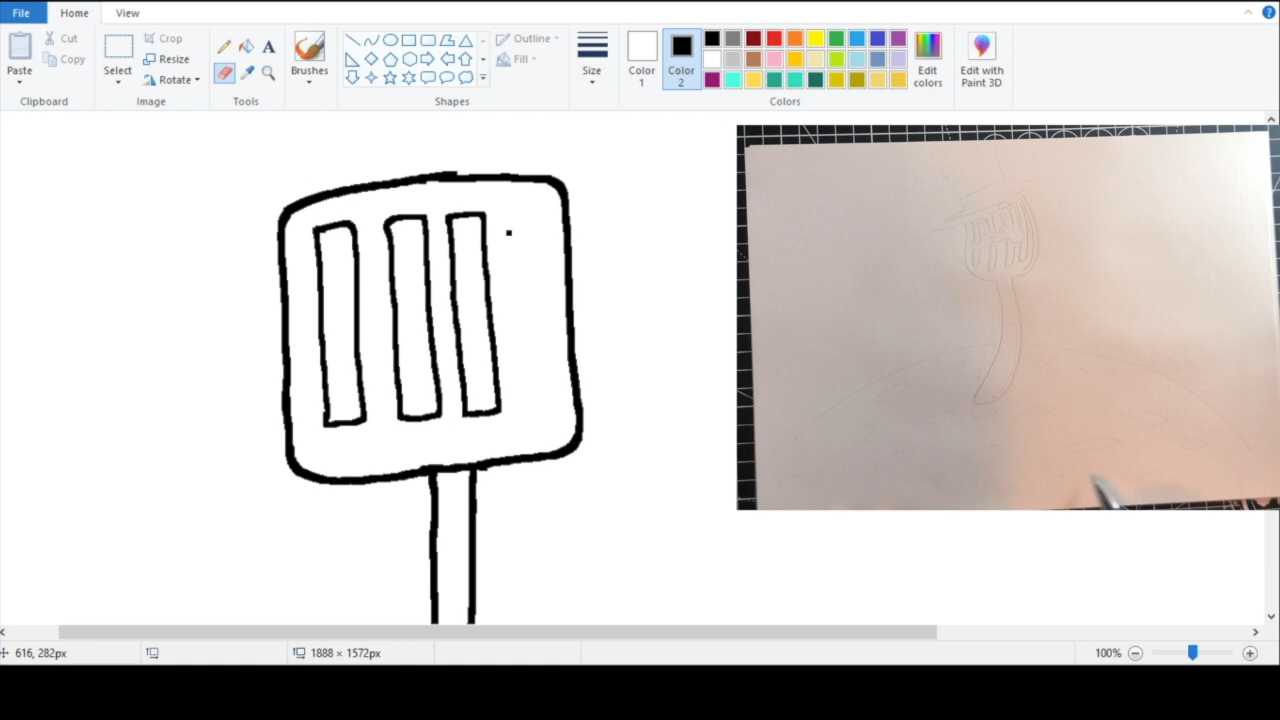 File Home View
Paste
Cut
Copy
Clipboard
Select
Crop
Resize
Rotate
Image
A
Tools
Brushes
Outline
Fill
Shapes
Size
Color
1
Color
2
Edit
colors
Colors
Edit with
Paint 3D
616, 282px
1888 × 1572px
100%